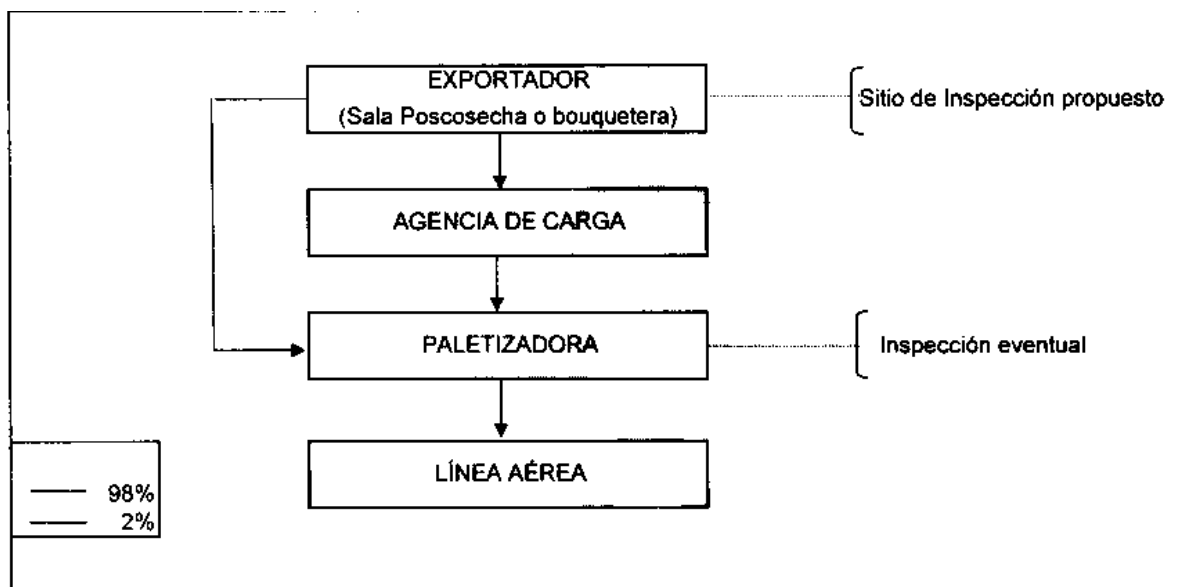 EXPORTADOR
(Sala Poscosecha o bouquetera)
Sitio de Inspección propuesto
AGENCIA DE CARGA
PALETIZADORA
Inspección eventual
LÍNEA AÉREA
98%
2%